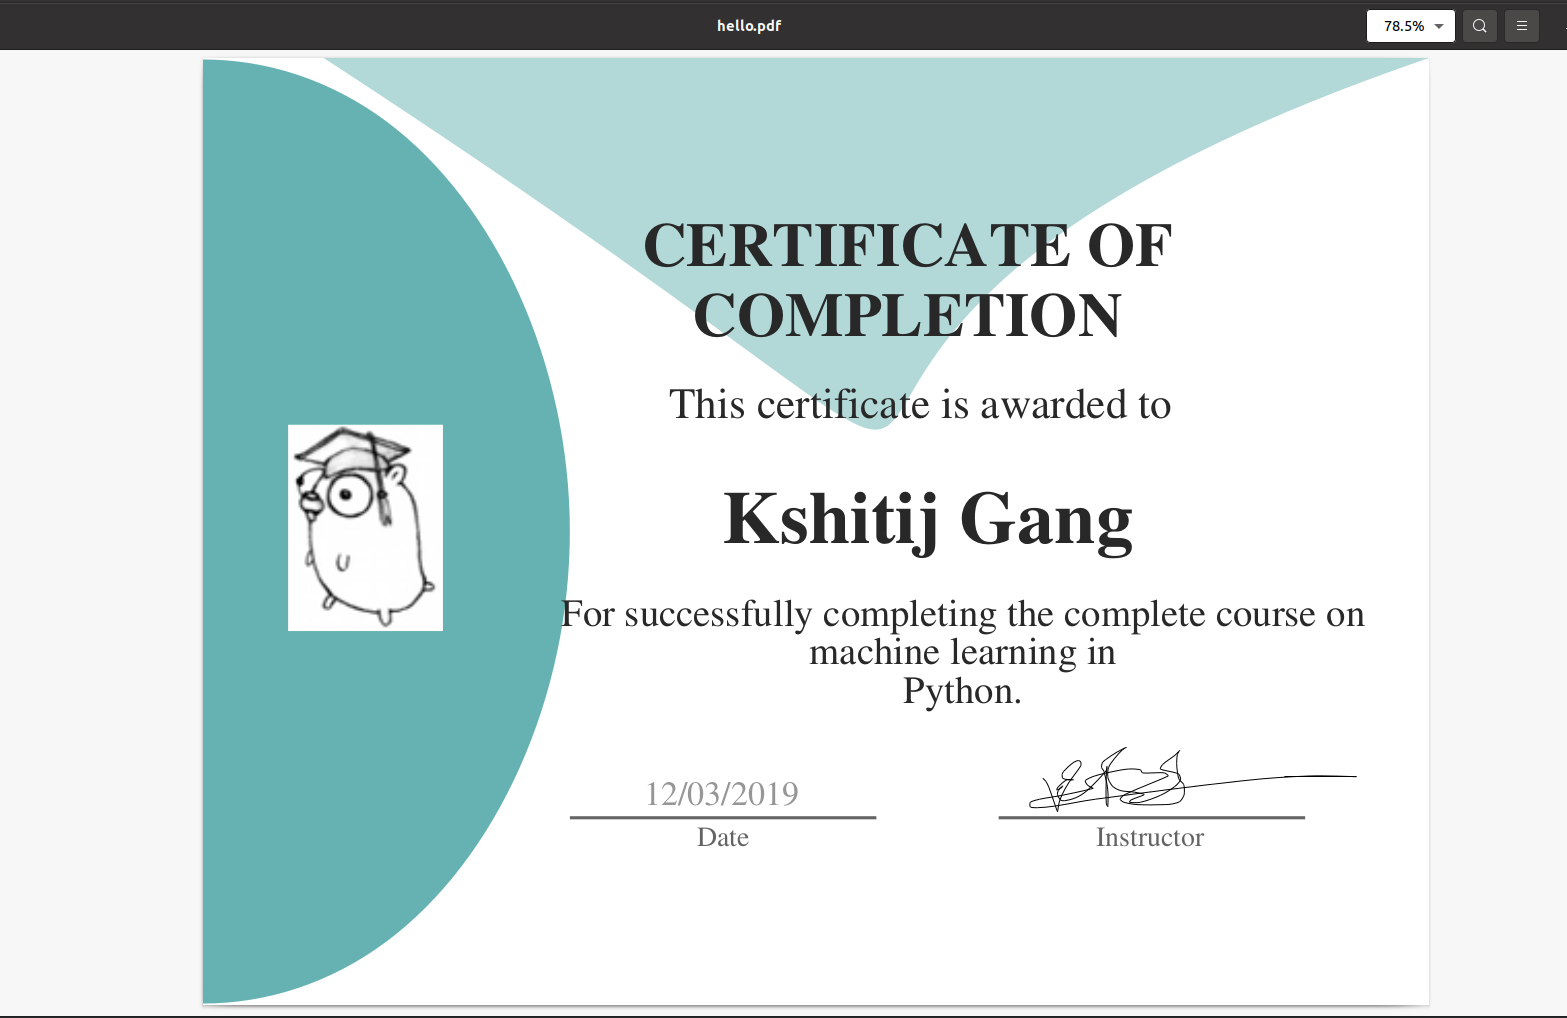 hello.pdf
78.5%
CERTIFICATE OF
COMPLETION
This certificate is awarded to
Kshitij Gang
For successfully completing the complete course on
machine learning in
Python.
12/03/2019
Date
Instructor